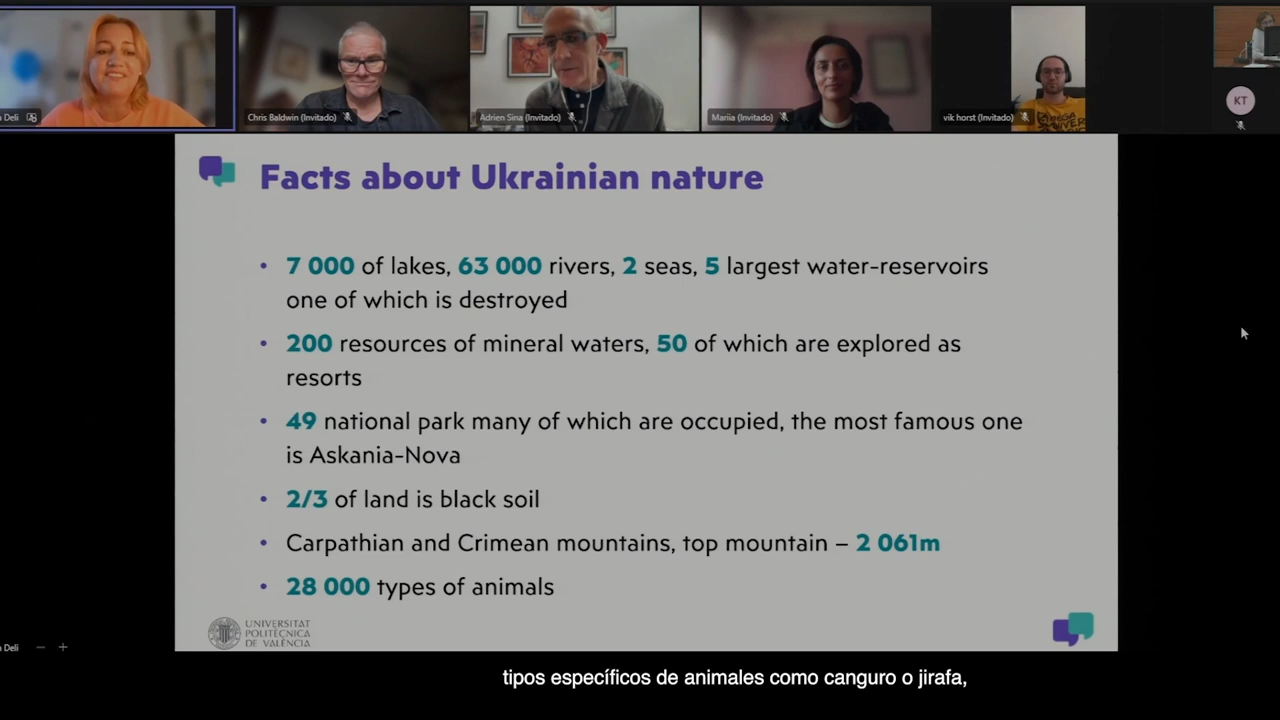 a Deli
Chris Baldwin (Invitado)
Adrien Sina (Invitado)
Mariia (Invitado)
vik horst (Invitado)
KT
Facts about Ukrainian nature
• 7 000 of lakes, 63 000 rivers, 2 seas, 5 largest water-reservoirs
one of which is destroyed
• 200 resources of mineral waters, 50 of which are explored as
resorts
• 49 national park many of which are occupied, the most famous one
is Askania-Nova
• 2/3 of land is black soil
• Carpathian and Crimean mountains, top mountain – 2 061m
• 28 000 types of animals
UNIVERSITAT
POLITÈCNICA
DE VALÈNCIA
a Deli
tipos específicos de animales como canguro o jirafa,